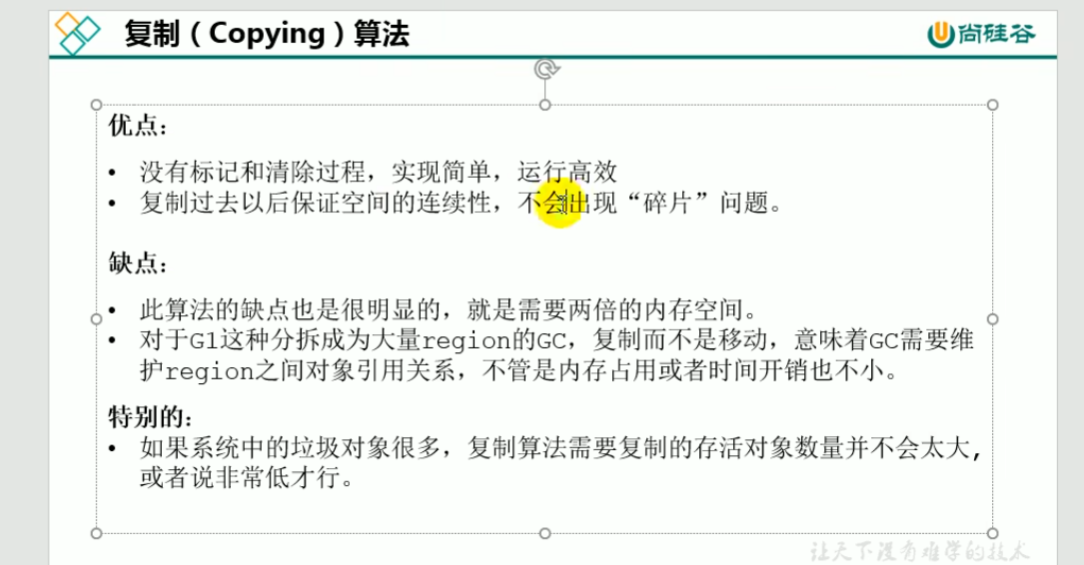 复制（Copying）算法
尚硅谷
优点：
• 没有标记和清除过程，实现简单，运行高效
• 复制过去以后保证空间的连续性，不会出现“碎片”问题。
缺点：
• 此算法的缺点也是很明显的，就是需要两倍的内存空间。
• 对于G1这种分拆成为大量region的GC，复制而不是移动，意味着GC需要维
护region之间对象引用关系，不管是内存占用或者时间开销也不小。
特别的：
• 如果系统中的垃圾对象很多，复制算法需要复制的存活对象数量并不会太大，
或者说非常低才行。
让天下没有难学的技术